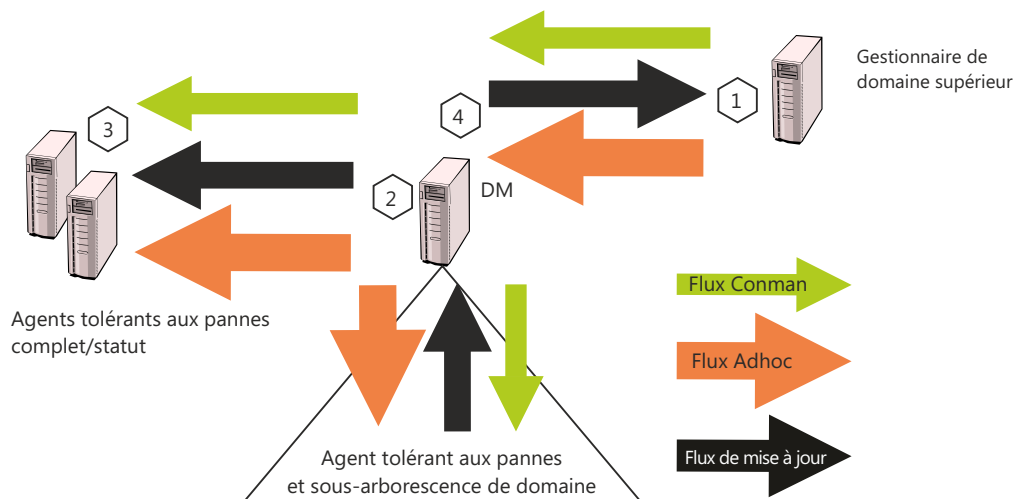 Gestionnaire de
domaine supérieur
1
3
4
2
DM
Agents tolérants aux pannes
complet/statut
Flux Conman
Flux Adhoc
Flux de mise à jour
Agent tolérant aux pannes
et sous-arborescence de domaine